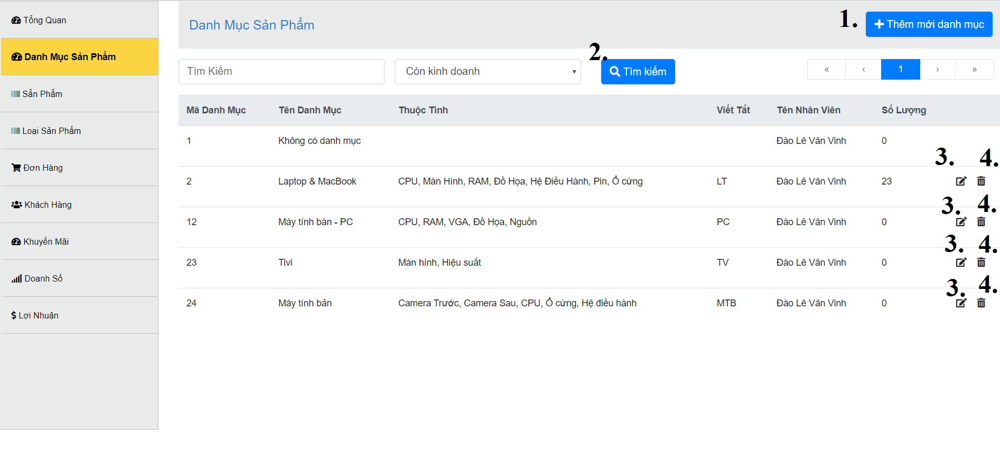 Tổng Quan
Danh Mục Sản Phẩm
Sẩn Phẩm
Loại Sản Phẩm
Đơn Hàng
Khách Hàng
Khuyến Mãi
Doanh Số
$ Lợi Nhuận
Danh Mục Sản Phẩm
1. + Thêm mới danh mục
2.
Tìm Kiếm Còn kinh doanh Tìm kiếm « ‹ 1 › »
Mã Danh Mục Tên Danh Mục Thuộc Tính Viết Tắt Tên Nhân Viên Số Lượng
1 Không có danh mục Đào Lê Văn Vinh 0
3. 4.
2 Laptop & MacBook CPU, Màn Hình, RAM, Đồ Họa, Hệ Điều Hành, Pin, Ổ cứng LT Đào Lê Văn Vinh 23
3. 4.
12 Máy tính bàn - PC CPU, RAM, VGA, Đồ Họa, Nguồn PC Đào Lê Văn Vinh 0
3. 4.
23 Tivi Màn hình, Hiệu suất TV Đào Lê Văn Vinh 0
3. 4.
24 Máy tính bản Camera Trước, Camera Sau, CPU, Ổ cứng, Hệ điều hành MTB Đào Lê Văn Vinh 0